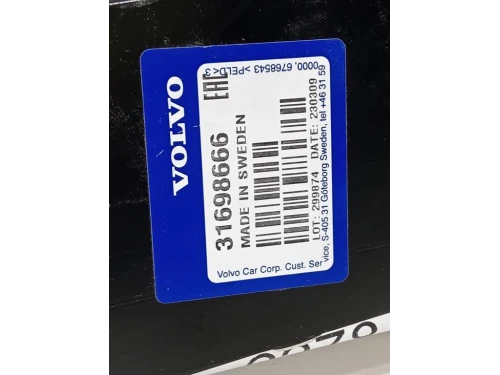 VOLVO
0000, 6768543 >PELD< 3
EAC
31698666
MADE IN SWEDEN
LOT: 299874 DATE: 230309
Volvo Car Corp. Cust. Ser
vice, S-405 31 Göteborg Sweden, tel +46 31 59